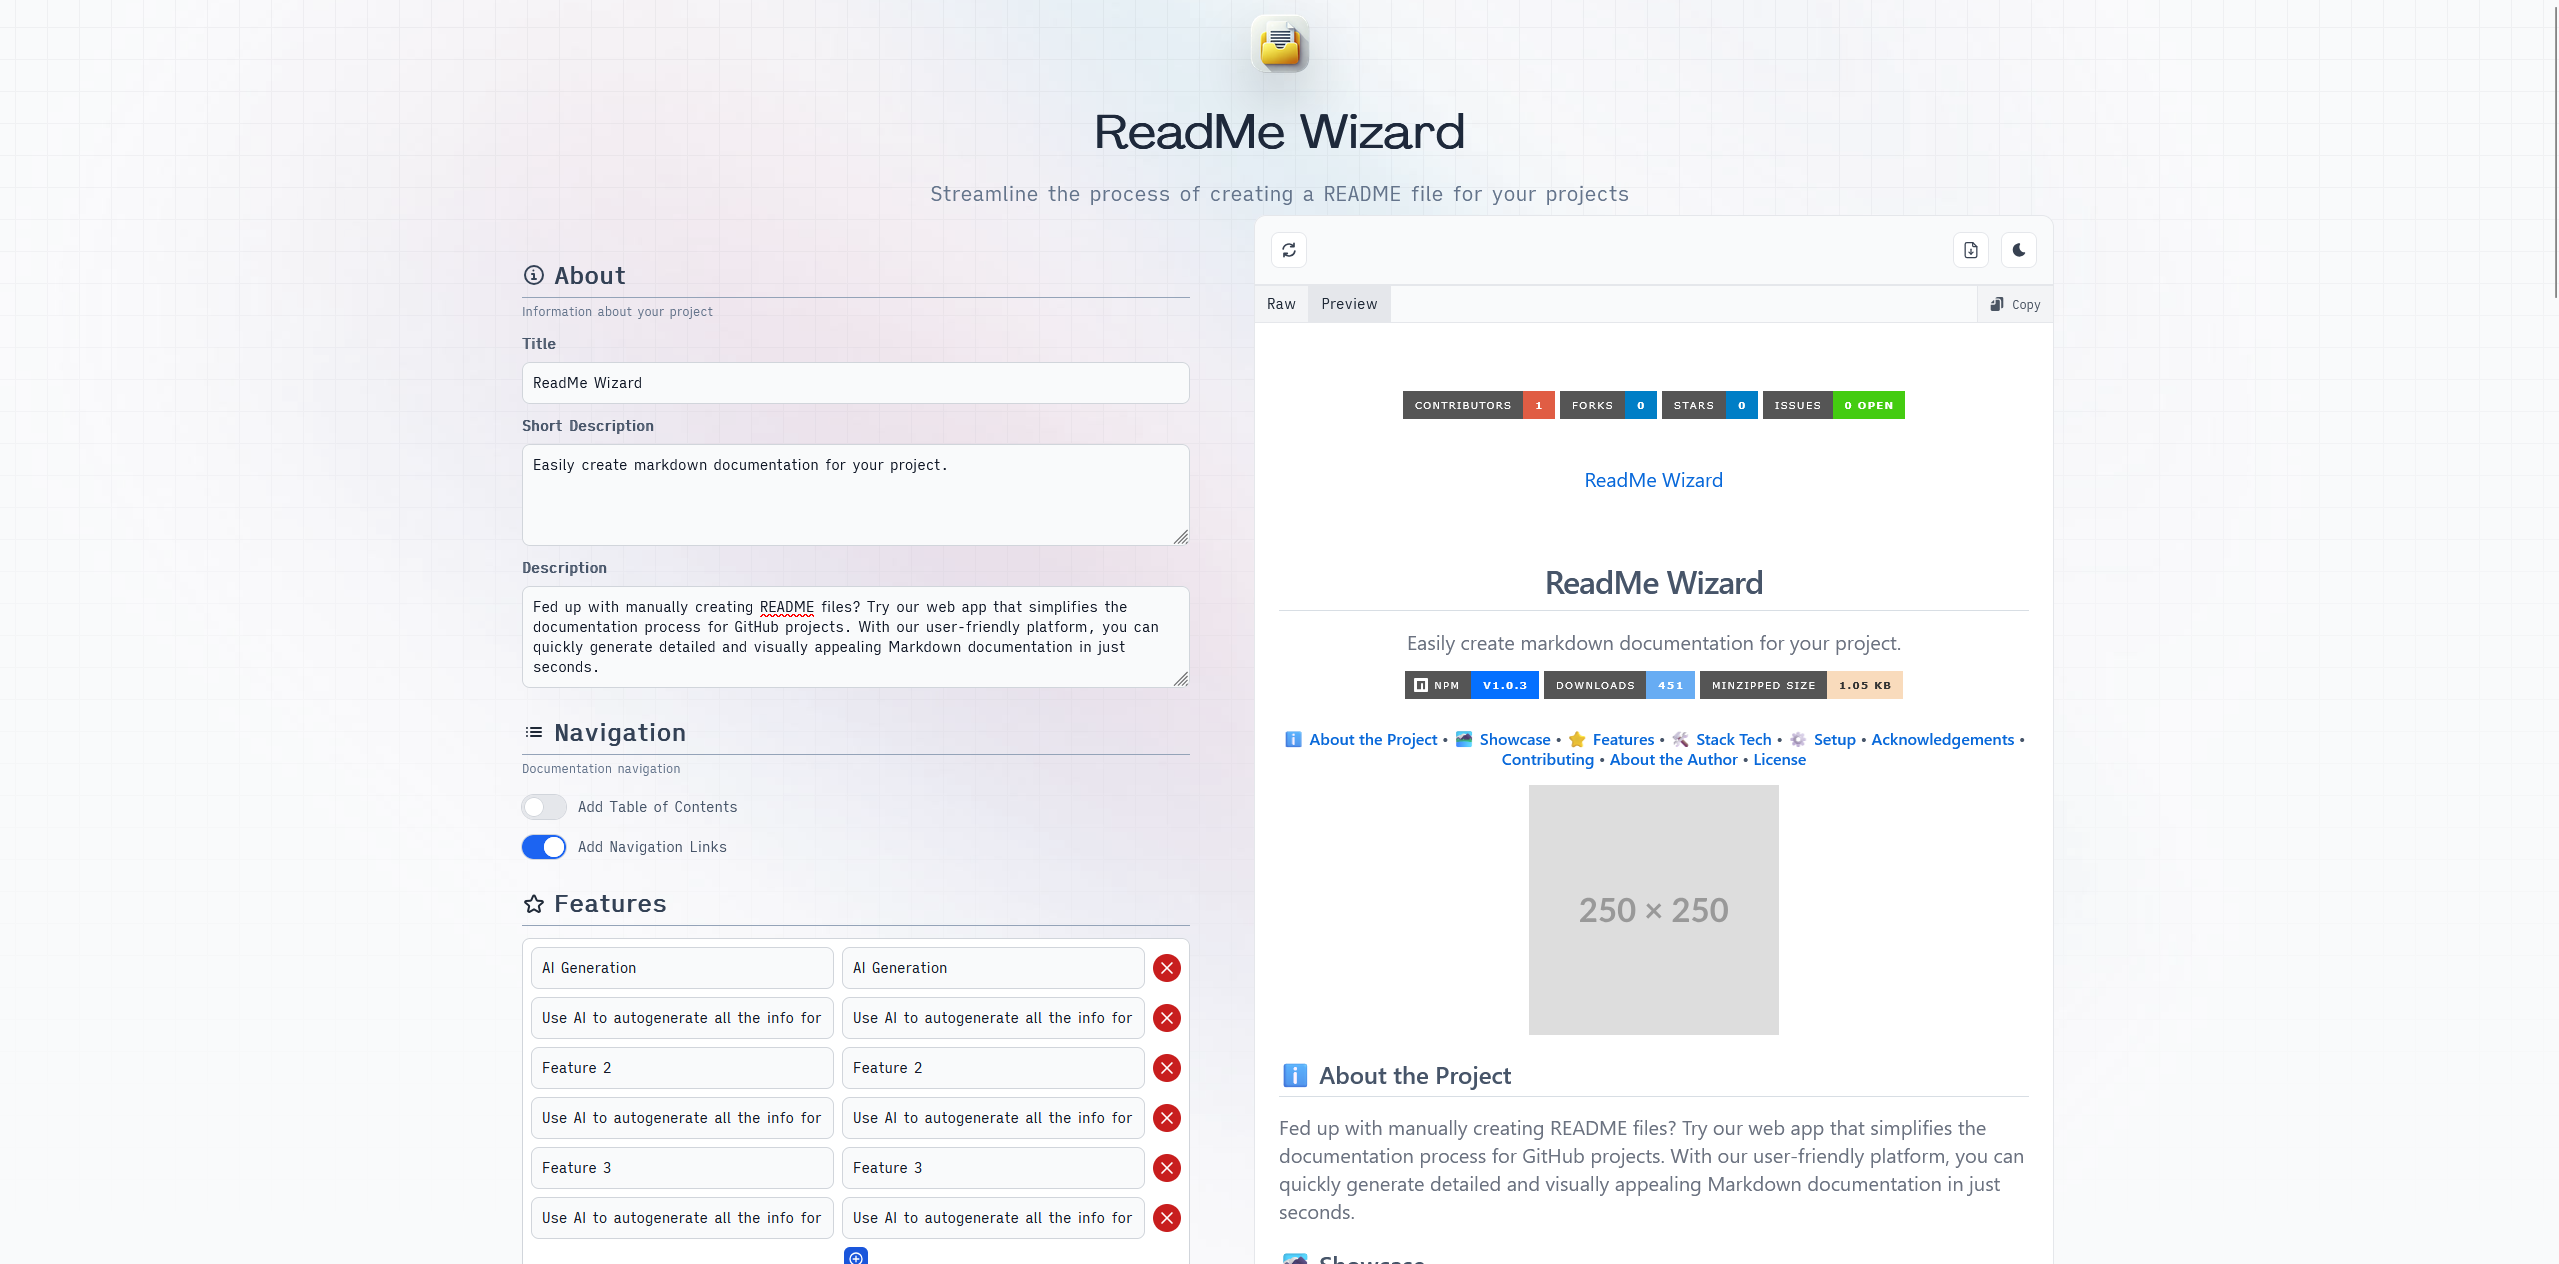 ReadMe Wizard
Streamline the process of creating a README file for your projects
About
Information about your project
Title
ReadMe Wizard
Short Description
Easily create markdown documentation for your project.
Description
Fed up with manually creating README files? Try our web app that simplifies the
documentation process for GitHub projects. With our user-friendly platform, you can
quickly generate detailed and visually appealing Markdown documentation in just
seconds.
Navigation
Documentation navigation
Add Table of Contents
Add Navigation Links
Features
AI Generation AI Generation
Use AI to autogenerate all the info for Use AI to autogenerate all the info for
Feature 2 Feature 2
Use AI to autogenerate all the info for Use AI to autogenerate all the info for
Feature 3 Feature 3
Use AI to autogenerate all the info for Use AI to autogenerate all the info for
Raw Preview Copy
CONTRIBUTORS 1 FORKS 0 STARS 0 ISSUES 0 OPEN
ReadMe Wizard
ReadMe Wizard
Easily create markdown documentation for your project.
NPM V1.0.3 DOWNLOADS 451 MINZIPPED SIZE 1.05 KB
About the Project • Showcase • Features • Stack Tech • Setup • Acknowledgements •
Contributing • About the Author • License
250 × 250
About the Project
Fed up with manually creating README files? Try our web app that simplifies the
documentation process for GitHub projects. With our user-friendly platform, you can
quickly generate detailed and visually appealing Markdown documentation in just
seconds.
Showcase